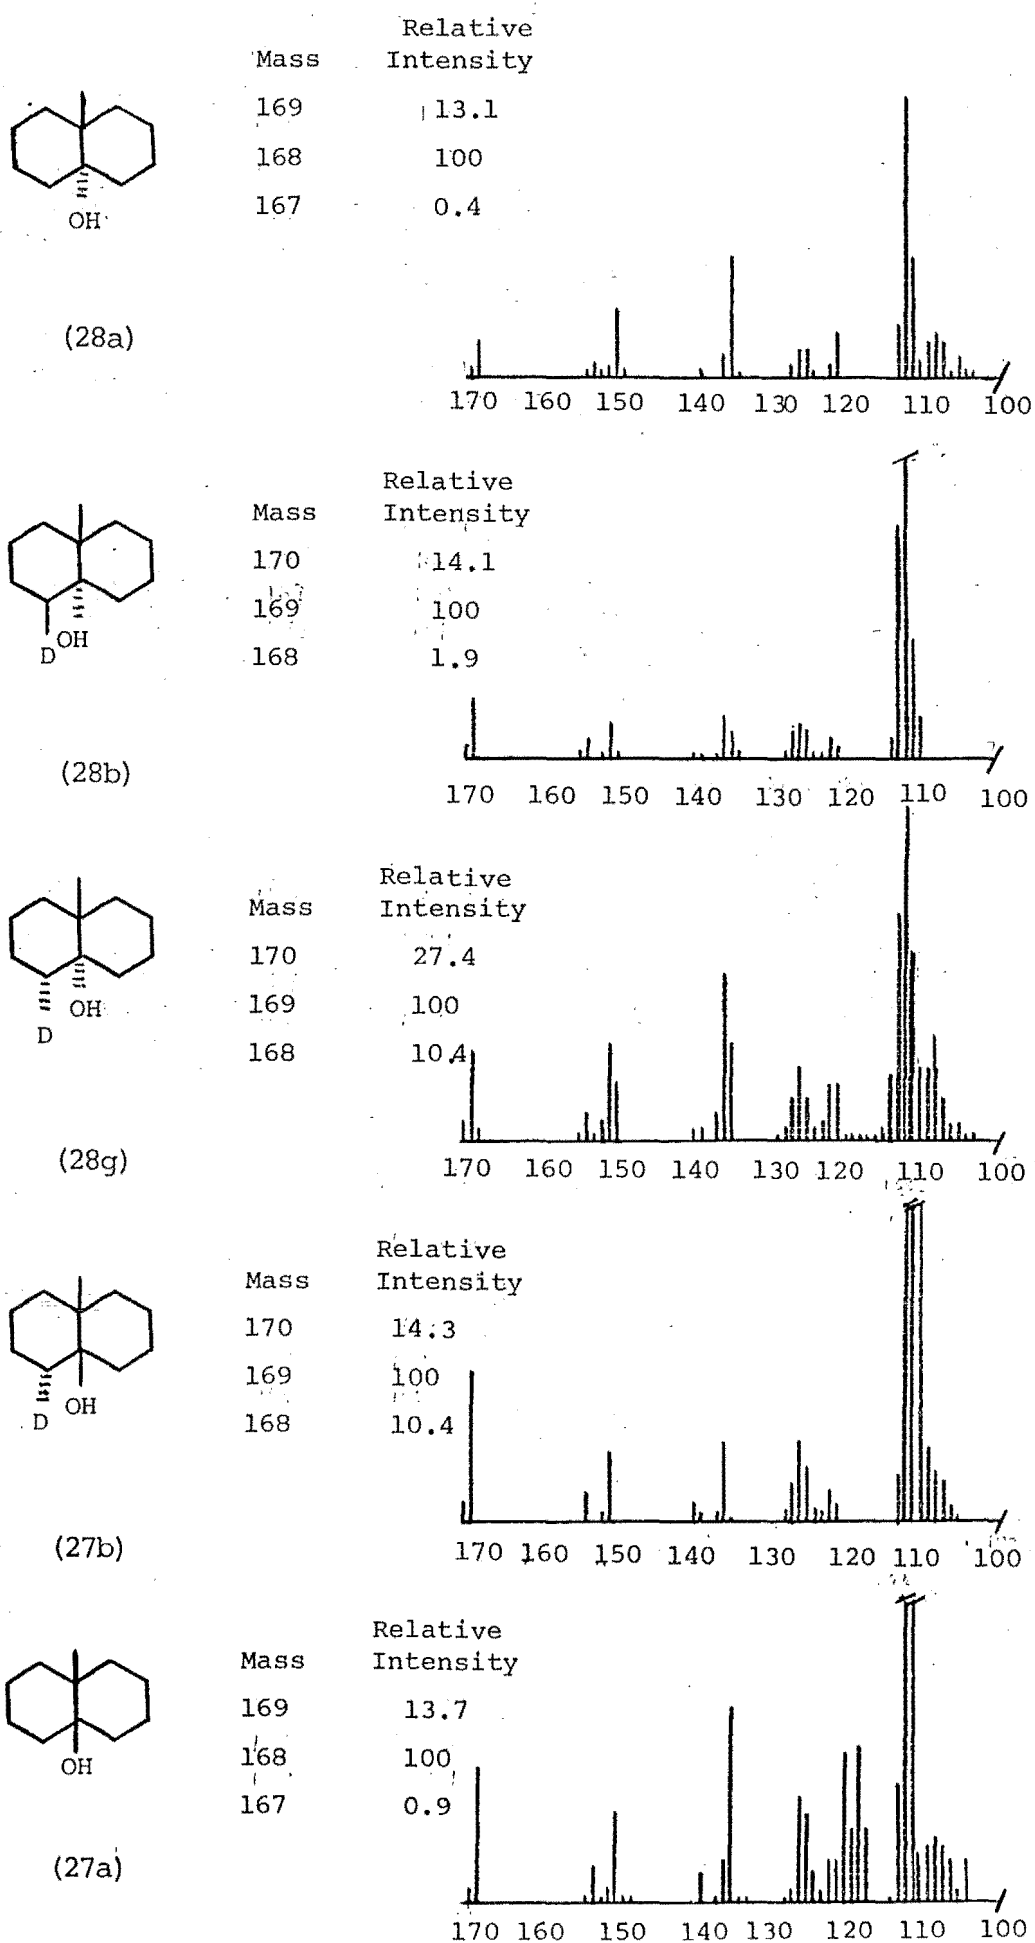 Relative
Mass Intensity
169 13.1
168 100
167 0.4
OH
(28a)
170 160 150 140 130 120 110 100
Relative
Mass Intensity
170 14.1
169 100
168 1.9
OH
D
(28b)
170 160 150 140 130 120 110 100
Relative
Mass Intensity
170 27.4
169 100
168 10.4
OH
D
(28g)
170 160 150 140 130 120 110 100
Relative
Mass Intensity
170 14.3
169 100
168 10.4
OH
D
(27b)
170 160 150 140 130 120 110 100
Relative
Mass Intensity
169 13.7
168 100
167 0.9
OH
(27a)
170 160 150 140 130 120 110 100